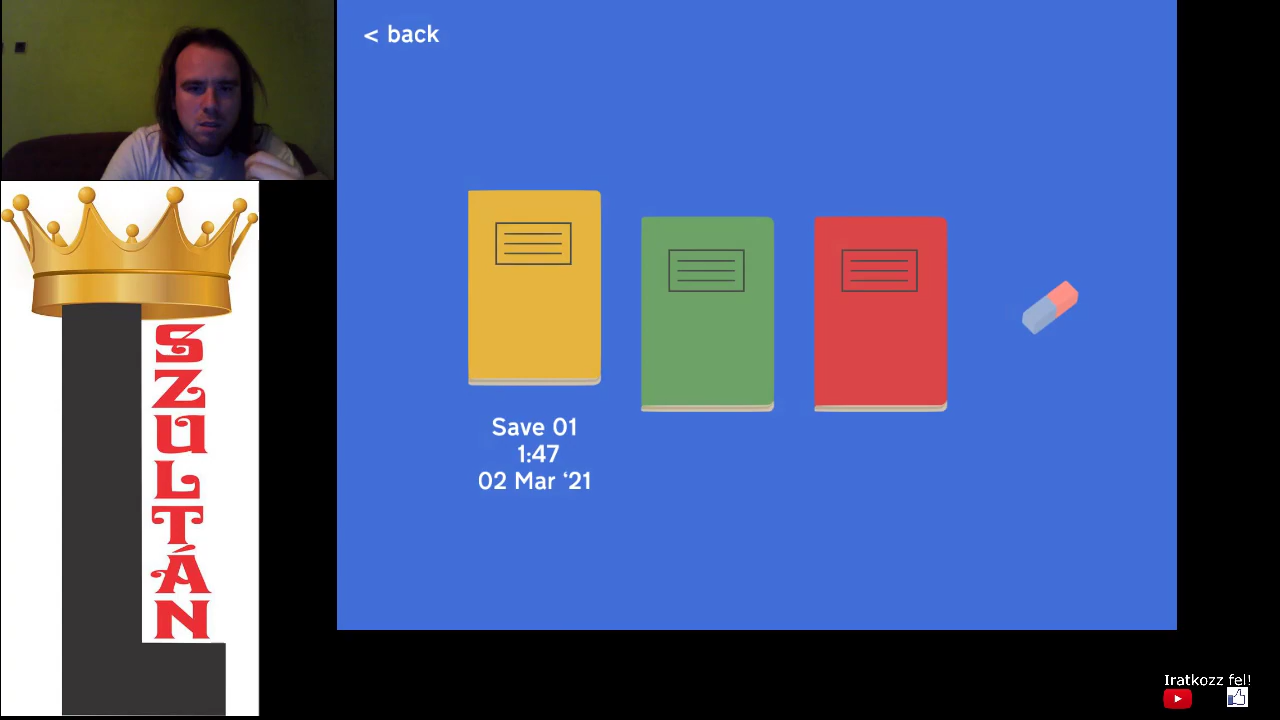 < back
Save 01
1:47
02 Mar ‘21
L
SZULTÁN
Iratkozz fel!